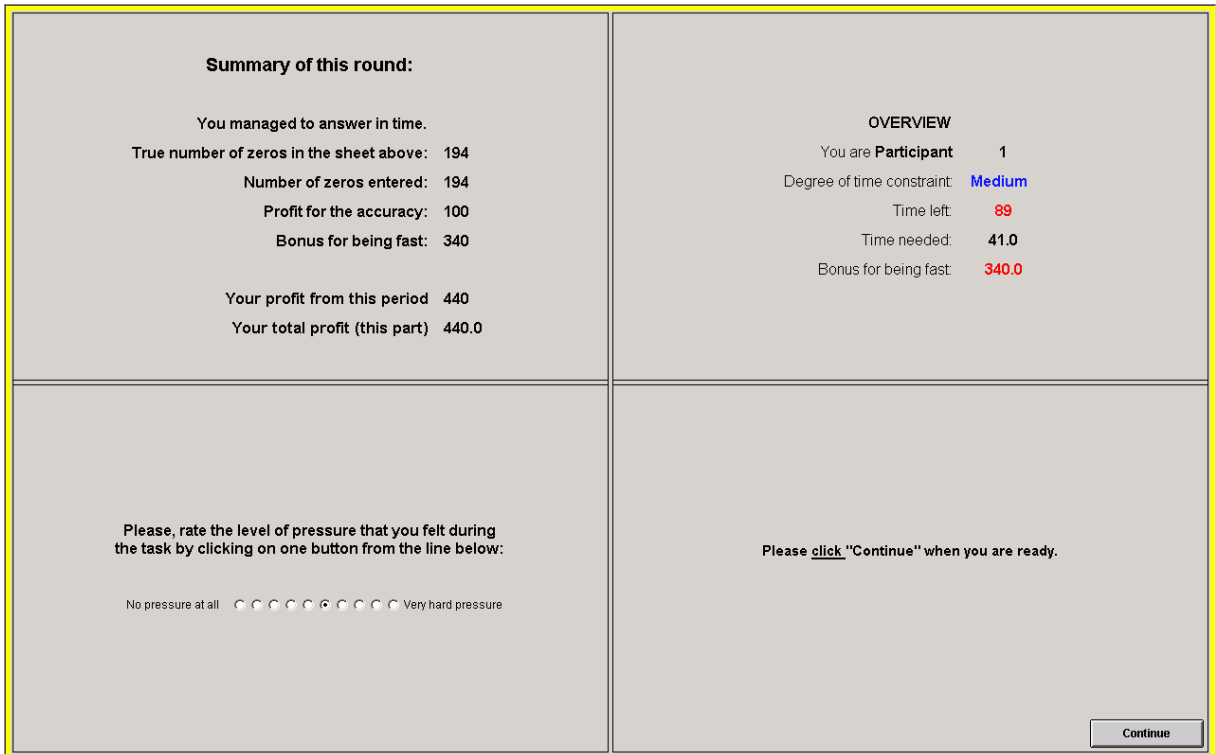 Summary of this round:
You managed to answer in time.
True number of zeros in the sheet above: 194
Number of zeros entered: 194
Profit for the accuracy: 100
Bonus for being fast: 340
Your profit from this period 440
Your total profit (this part) 440.0
OVERVIEW
You are Participant 1
Degree of time constraint: Medium
Time left: 89
Time needed: 41.0
Bonus for being fast: 340.0
Please, rate the level of pressure that you felt during
the task by clicking on one button from the line below:
No pressure at all Very hard pressure
Please click "Continue" when you are ready.
Continue